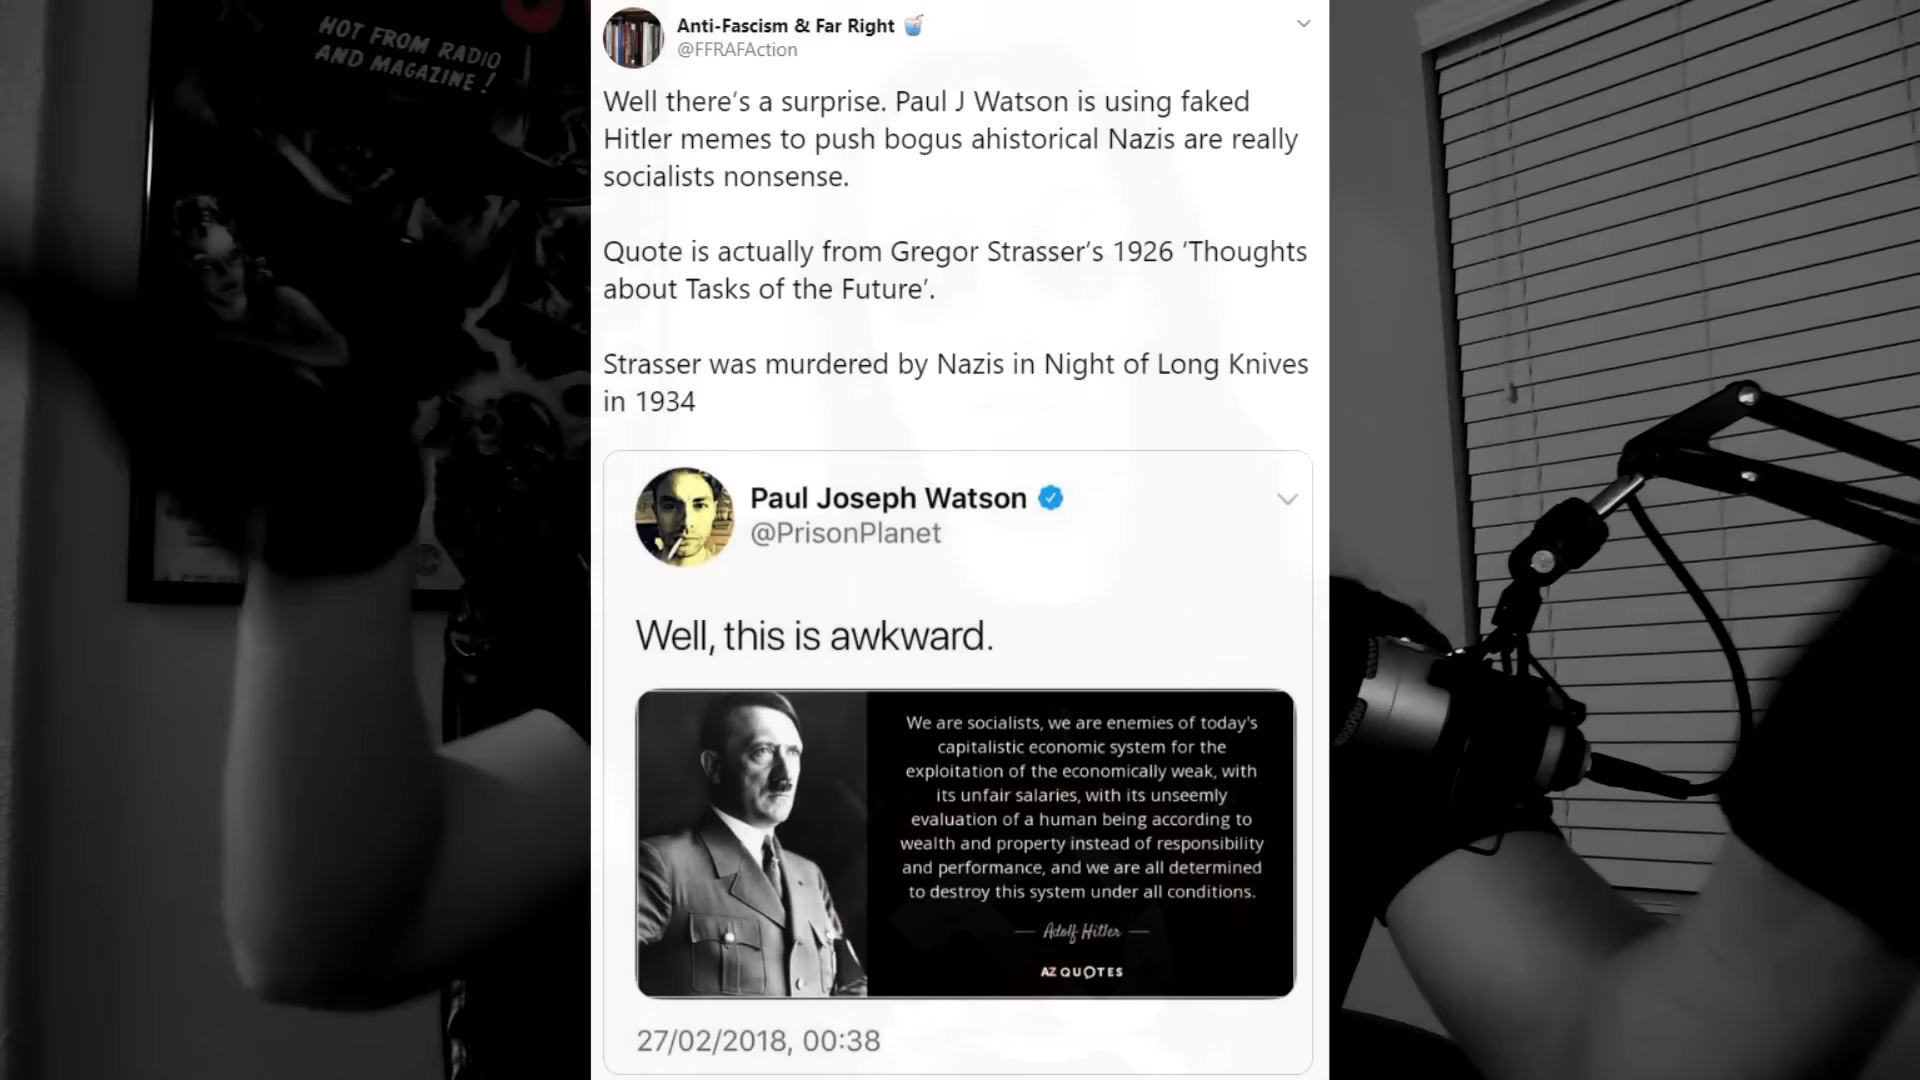 HOT FROM RADIO
AND MAGAZINE!
Anti-Fascism & Far Right
@FFRAFAction
Well there's a surprise. Paul J Watson is using faked
Hitler memes to push bogus ahistorical Nazis are really
socialists nonsense.
Quote is actually from Gregor Strasser's 1926 'Thoughts
about Tasks of the Future'.
Strasser was murdered by Nazis in Night of Long Knives
in 1934
Paul Joseph Watson
@PrisonPlanet
Well, this is awkward.
We are socialists, we are enemies of today's
capitalistic economic system for the
exploitation of the economically weak, with
its unfair salaries, with its unseemly
evaluation of a human being according to
wealth and property instead of responsibility
and performance, and we are all determined
to destroy this system under all conditions.
— Adolf Hitler —
AZ QUOTES
27/02/2018, 00:38